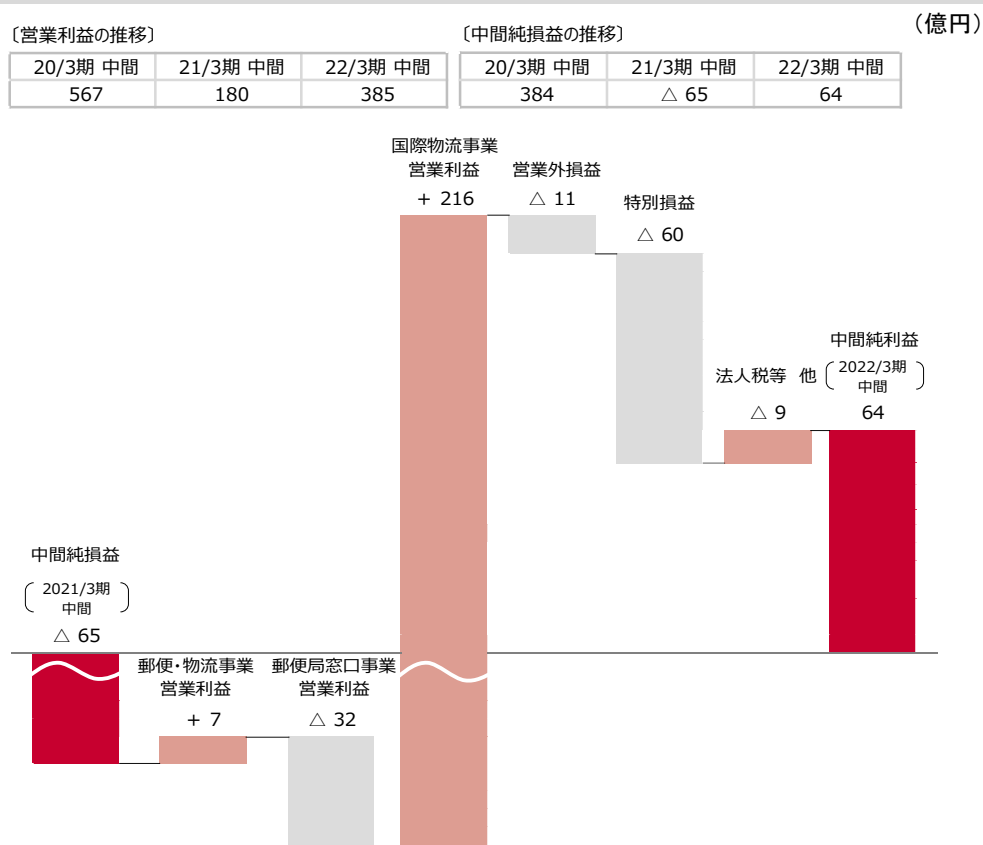 （億円）
〔営業利益の推移〕
20/3期 中間 21/3期 中間 22/3期 中間
567 180 385
〔中間純損益の推移〕
20/3期 中間 21/3期 中間 22/3期 中間
384 △ 65 64
国際物流事業
営業利益
+ 216
営業外損益
△ 11
特別損益
△ 60
法人税等 他
△ 9
中間純利益
2022/3期
中間
64
中間純損益
2021/3期
中間
△ 65
郵便・物流事業
営業利益
+ 7
郵便局窓口事業
営業利益
△ 32